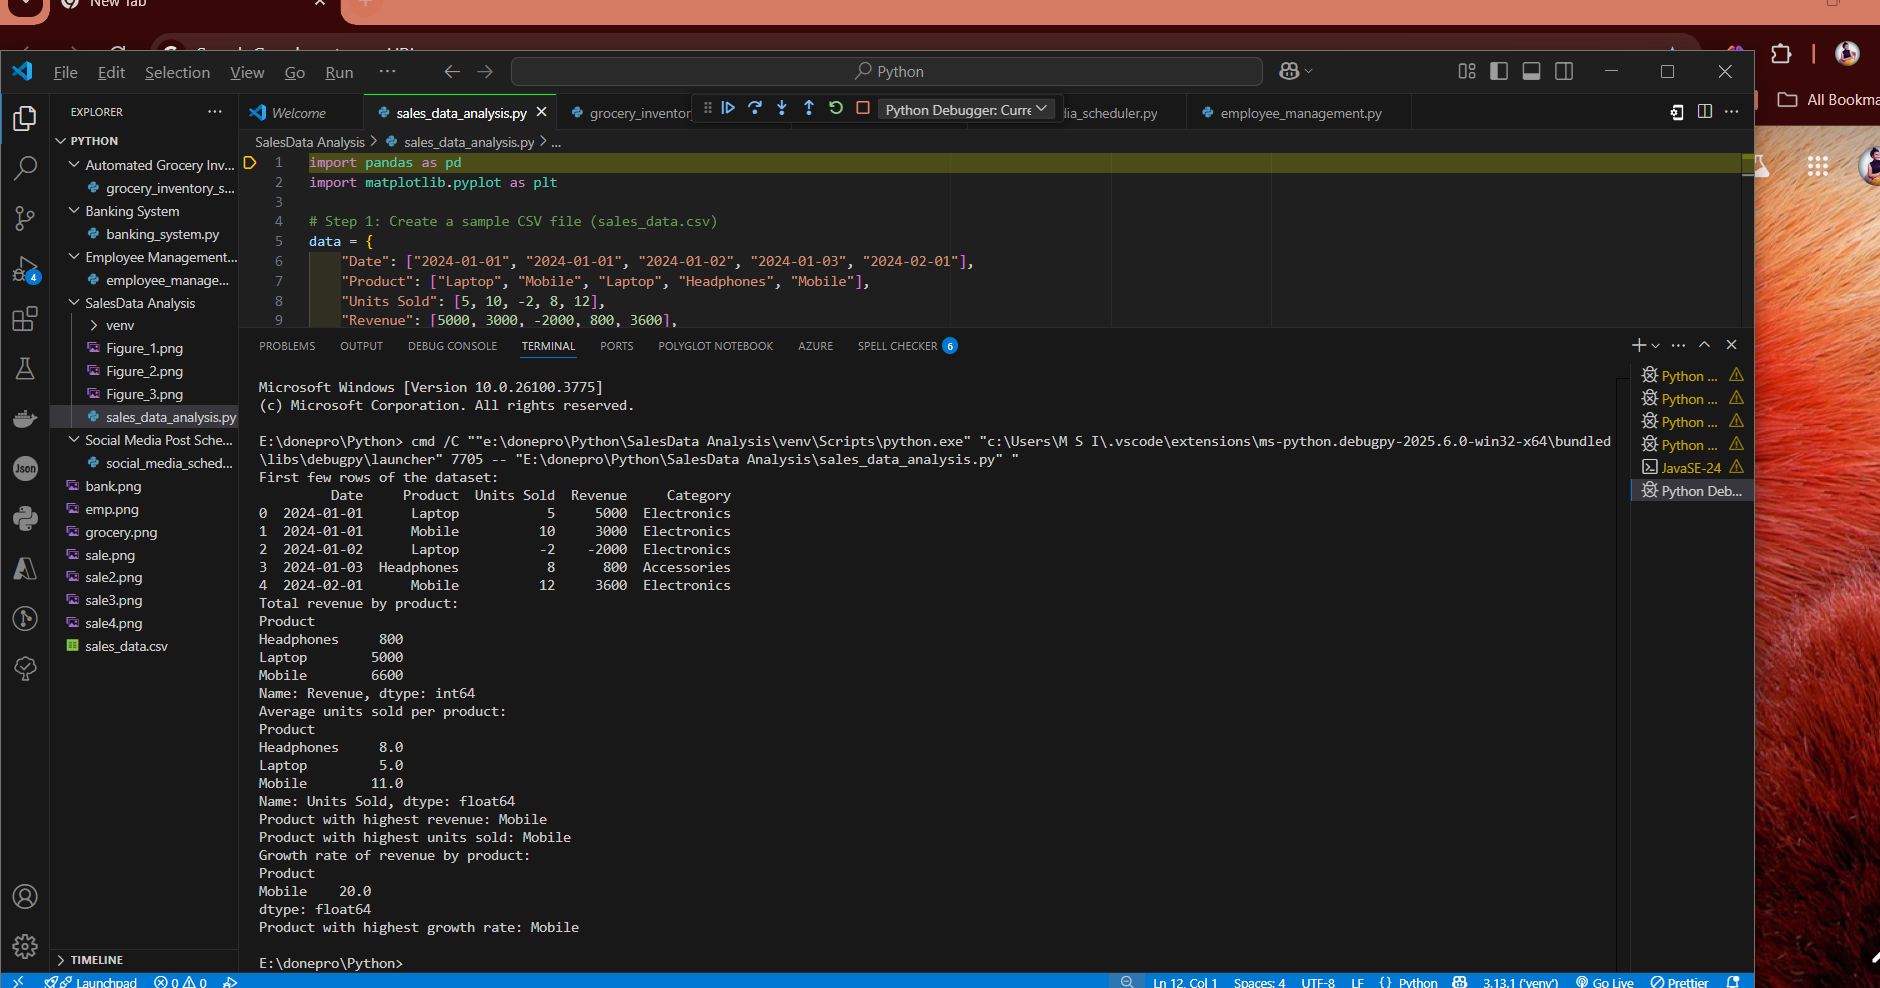 New Tab
File Edit Selection View Go Run ··· Python
EXPLORER ···
PYTHON
Automated Grocery Inv...
grocery_inventory_s...
Banking System
banking_system.py
Employee Management...
employee_manage...
SalesData Analysis
venv
Figure_1.png
Figure_2.png
Figure_3.png
sales_data_analysis.py
Social Media Post Sche...
social_media_sched...
bank.png
emp.png
grocery.png
sale.png
sale2.png
sale3.png
sale4.png
sales_data.csv
TIMELINE
4
Json
Welcome sales_data_analysis.py grocery_inventor Python Debugger: Curre ia_scheduler.py employee_management.py
SalesData Analysis > sales_data_analysis.py > ...
1 import pandas as pd
2 import matplotlib.pyplot as plt
3
4 # Step 1: Create a sample CSV file (sales_data.csv)
5 data = {
6 "Date": ["2024-01-01", "2024-01-01", "2024-01-02", "2024-01-03", "2024-02-01"],
7 "Product": ["Laptop", "Mobile", "Laptop", "Headphones", "Mobile"],
8 "Units Sold": [5, 10, -2, 8, 12],
9 "Revenue": [5000, 3000, -2000, 800, 3600],
PROBLEMS OUTPUT DEBUG CONSOLE TERMINAL PORTS POLYGLOT NOTEBOOK AZURE SPELL CHECKER 6
Microsoft Windows [Version 10.0.26100.3775]
(c) Microsoft Corporation. All rights reserved.
E:\donepro\Python> cmd /C ""e:\donepro\Python\SalesData Analysis\venv\Scripts\python.exe" "c:\Users\M S I\.vscode\extensions\ms-python.debugpy-2025.6.0-win32-x64\bundled
\libs\debugpy\launcher" 7705 -- "E:\donepro\Python\SalesData Analysis\sales_data_analysis.py" "
First few rows of the dataset:
Date Product Units Sold Revenue Category
0 2024-01-01 Laptop 5 5000 Electronics
1 2024-01-01 Mobile 10 3000 Electronics
2 2024-01-02 Laptop -2 -2000 Electronics
3 2024-01-03 Headphones 8 800 Accessories
4 2024-02-01 Mobile 12 3600 Electronics
Total revenue by product:
Product
Headphones 800
Laptop 5000
Mobile 6600
Name: Revenue, dtype: int64
Average units sold per product:
Product
Headphones 8.0
Laptop 5.0
Mobile 11.0
Name: Units Sold, dtype: float64
Product with highest revenue: Mobile
Product with highest units sold: Mobile
Growth rate of revenue by product:
Product
Mobile 20.0
dtype: float64
Product with highest growth rate: Mobile
E:\donepro\Python>
Python ...
Python ...
Python ...
Python ...
JavaSE-24
Python Deb...
All Bookma
Launchpad 0 0 Ln 12, Col 1 Spaces: 4 UTF-8 LF {} Python 3.13.1 ('venv') Go Live Prettier